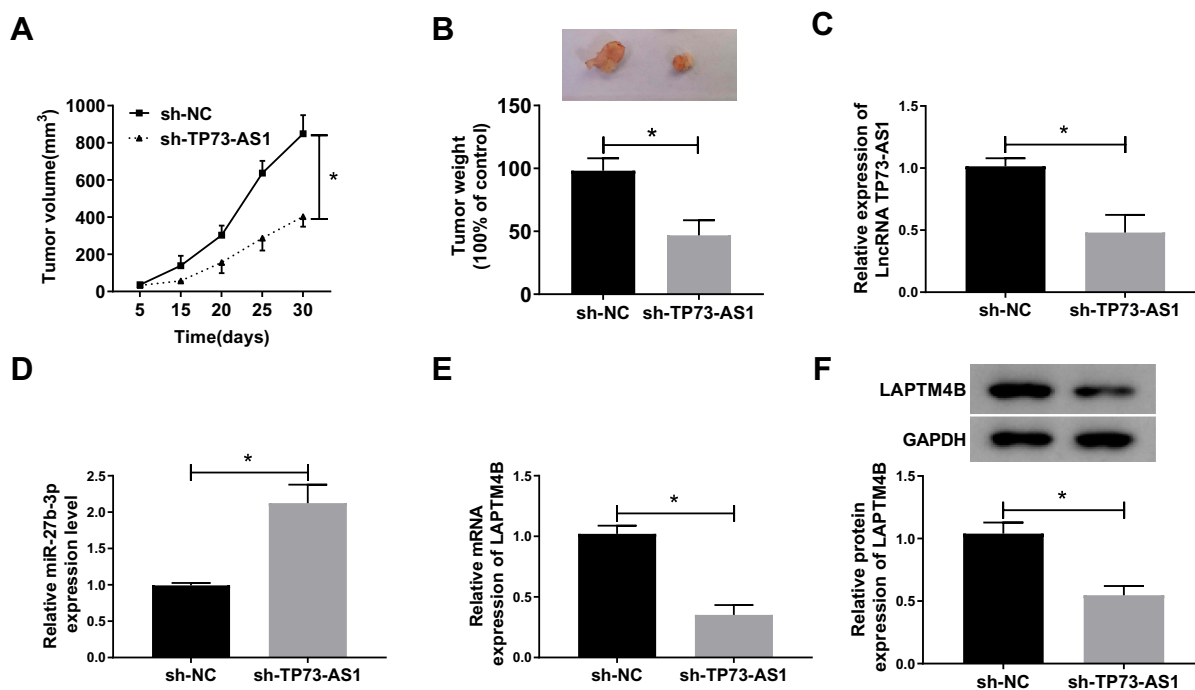 A
Tumor volume(mm³)
1000
800
600
400
200
0
sh-NC
sh-TP73-AS1
*
5 15 20 25 30
Time(days)
B
Tumor weight
(100% of control)
150
100
50
0
*
sh-NC sh-TP73-AS1
C
Relative expression of
LncRNA TP73-AS1
1.5
1.0
0.5
0.0
*
sh-NC sh-TP73-AS1
D
Relative miR-27b-3p
expression level
2.5
2.0
1.5
1.0
0.5
0.0
*
sh-NC sh-TP73-AS1
E
Relative mRNA
expression of LAPTM4B
1.5
1.0
0.5
0.0
*
sh-NC sh-TP73-AS1
F
LAPTM4B
GAPDH
Relative protein
expression of LAPTM4B
1.5
1.0
0.5
0.0
*
sh-NC sh-TP73-AS1